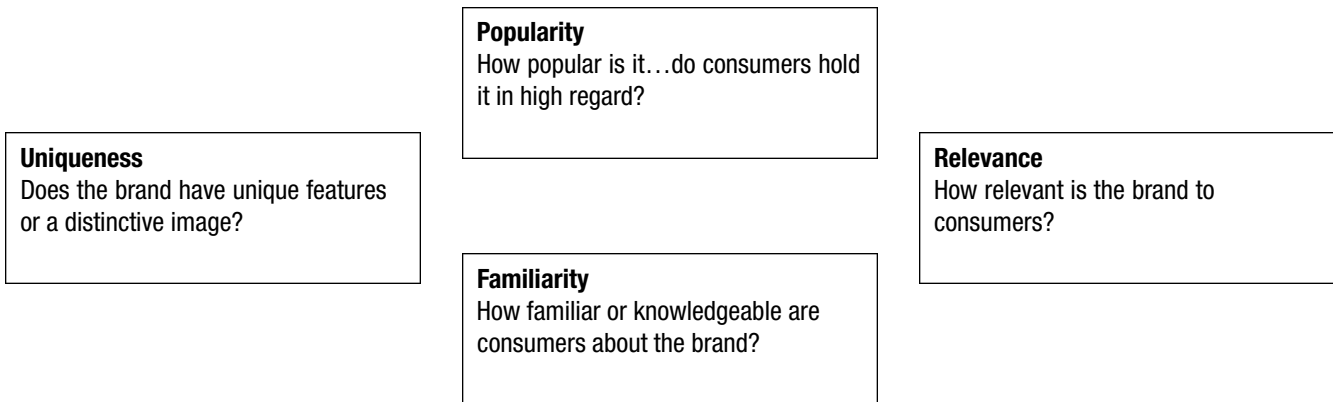 Popularity
How popular is it…do consumers hold
it in high regard?
Uniqueness
Does the brand have unique features
or a distinctive image?
Relevance
How relevant is the brand to
consumers?
Familiarity
How familiar or knowledgeable are
consumers about the brand?